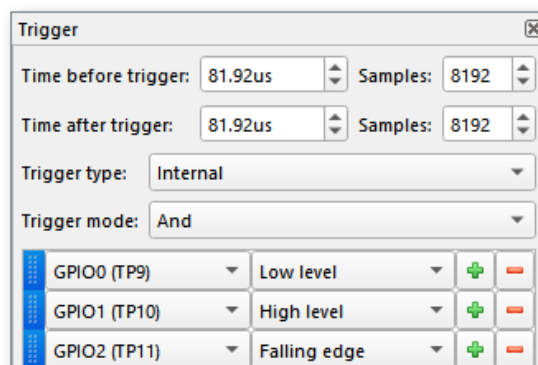 Trigger
Time before trigger: 81.92us Samples: 8192
Time after trigger: 81.92us Samples: 8192
Trigger type: Internal
Trigger mode: And
GPIO0 (TP9) Low level
GPIO1 (TP10) High level
GPIO2 (TP11) Falling edge